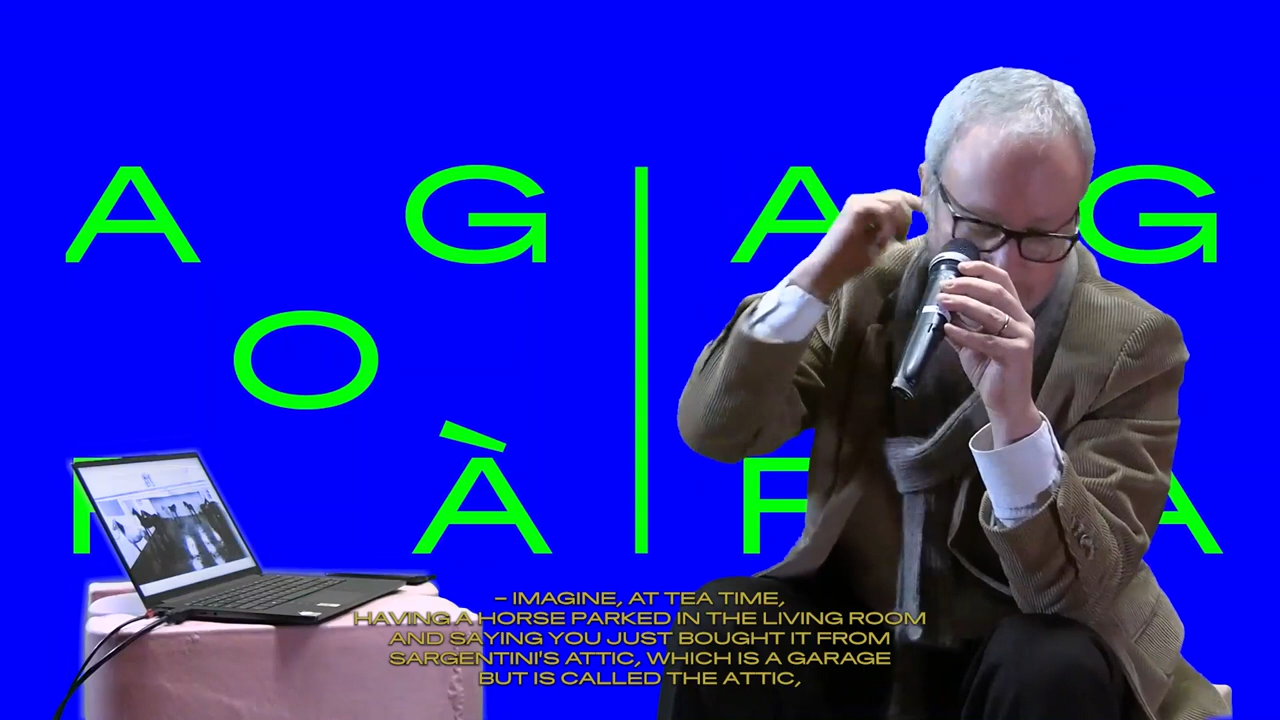 A G A G
O
À A
– IMAGINE, AT TEA TIME,
HAVING A HORSE PARKED IN THE LIVING ROOM
AND SAYING YOU JUST BOUGHT IT FROM
SARGENTINI'S ATTIC, WHICH IS A GARAGE
BUT IS CALLED THE ATTIC,